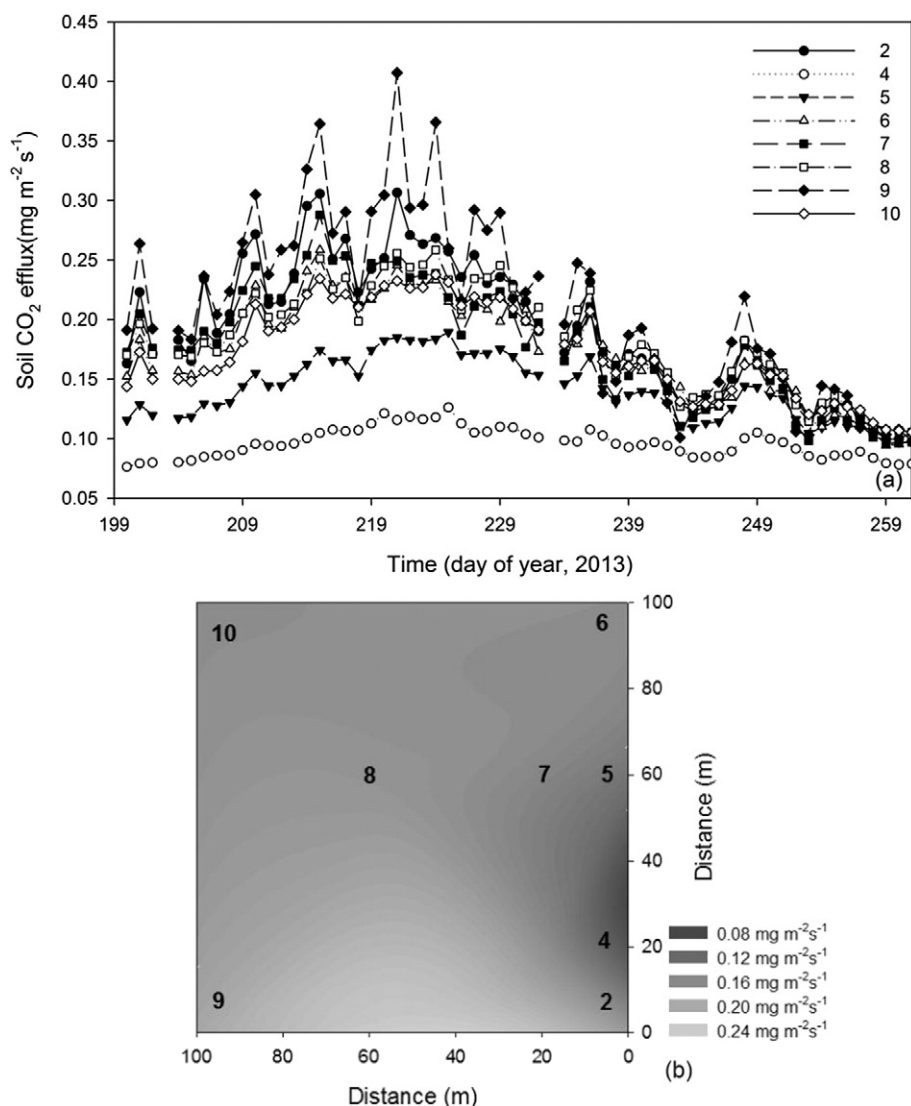 0.45
0.40
0.35
0.30
0.25
0.20
0.15
0.10
0.05
Soil CO₂ efflux(mg m⁻² s⁻¹)
2
4
5
6
7
8
9
10
(a)
199 209 219 229 239 249 259
Time (day of year, 2013)
10
6
8
7
5
4
9
2
100
80
60
40
20
0
Distance (m)
100 80 60 40 20 0
Distance (m)
0.08 mg m⁻²s⁻¹
0.12 mg m⁻²s⁻¹
0.16 mg m⁻²s⁻¹
0.20 mg m⁻²s⁻¹
0.24 mg m⁻²s⁻¹
(b)